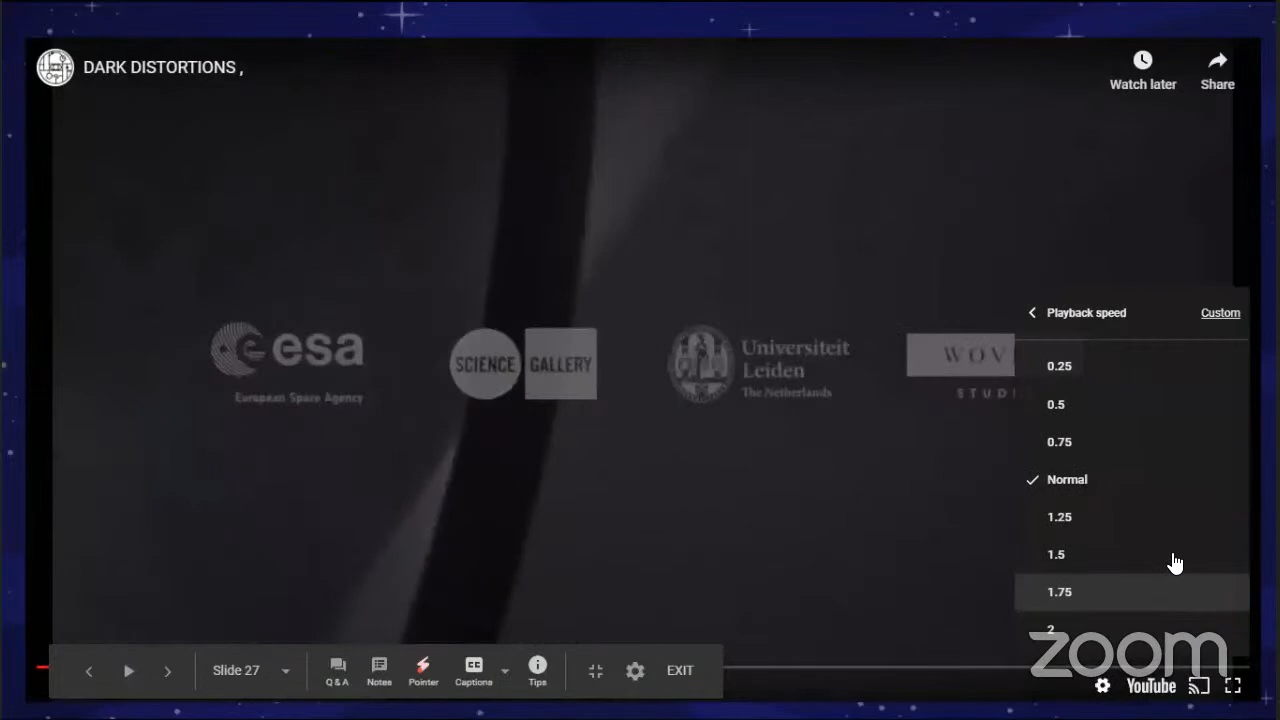 DARK DISTORTIONS ,
Watch later
Share
esa
European Space Agency
SCIENCE GALLERY
Universiteit
Leiden
The Netherlands
Playback speed
Custom
0.25
0.5
0.75
Normal
1.25
1.5
1.75
2
Slide 27
Q & A
Notes
Pointer
CC
Captions
Tips
EXIT
zoom
YouTube